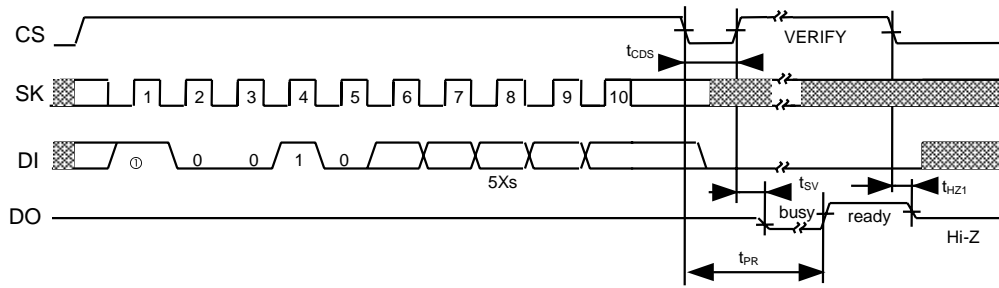 CS
VERIFY
tCDS
SK
1 2 3 4 5 6 7 8 9 10
DI
① 0 0 1 0
5Xs
tSV
tHZ1
DO
busy
ready
Hi-Z
tPR